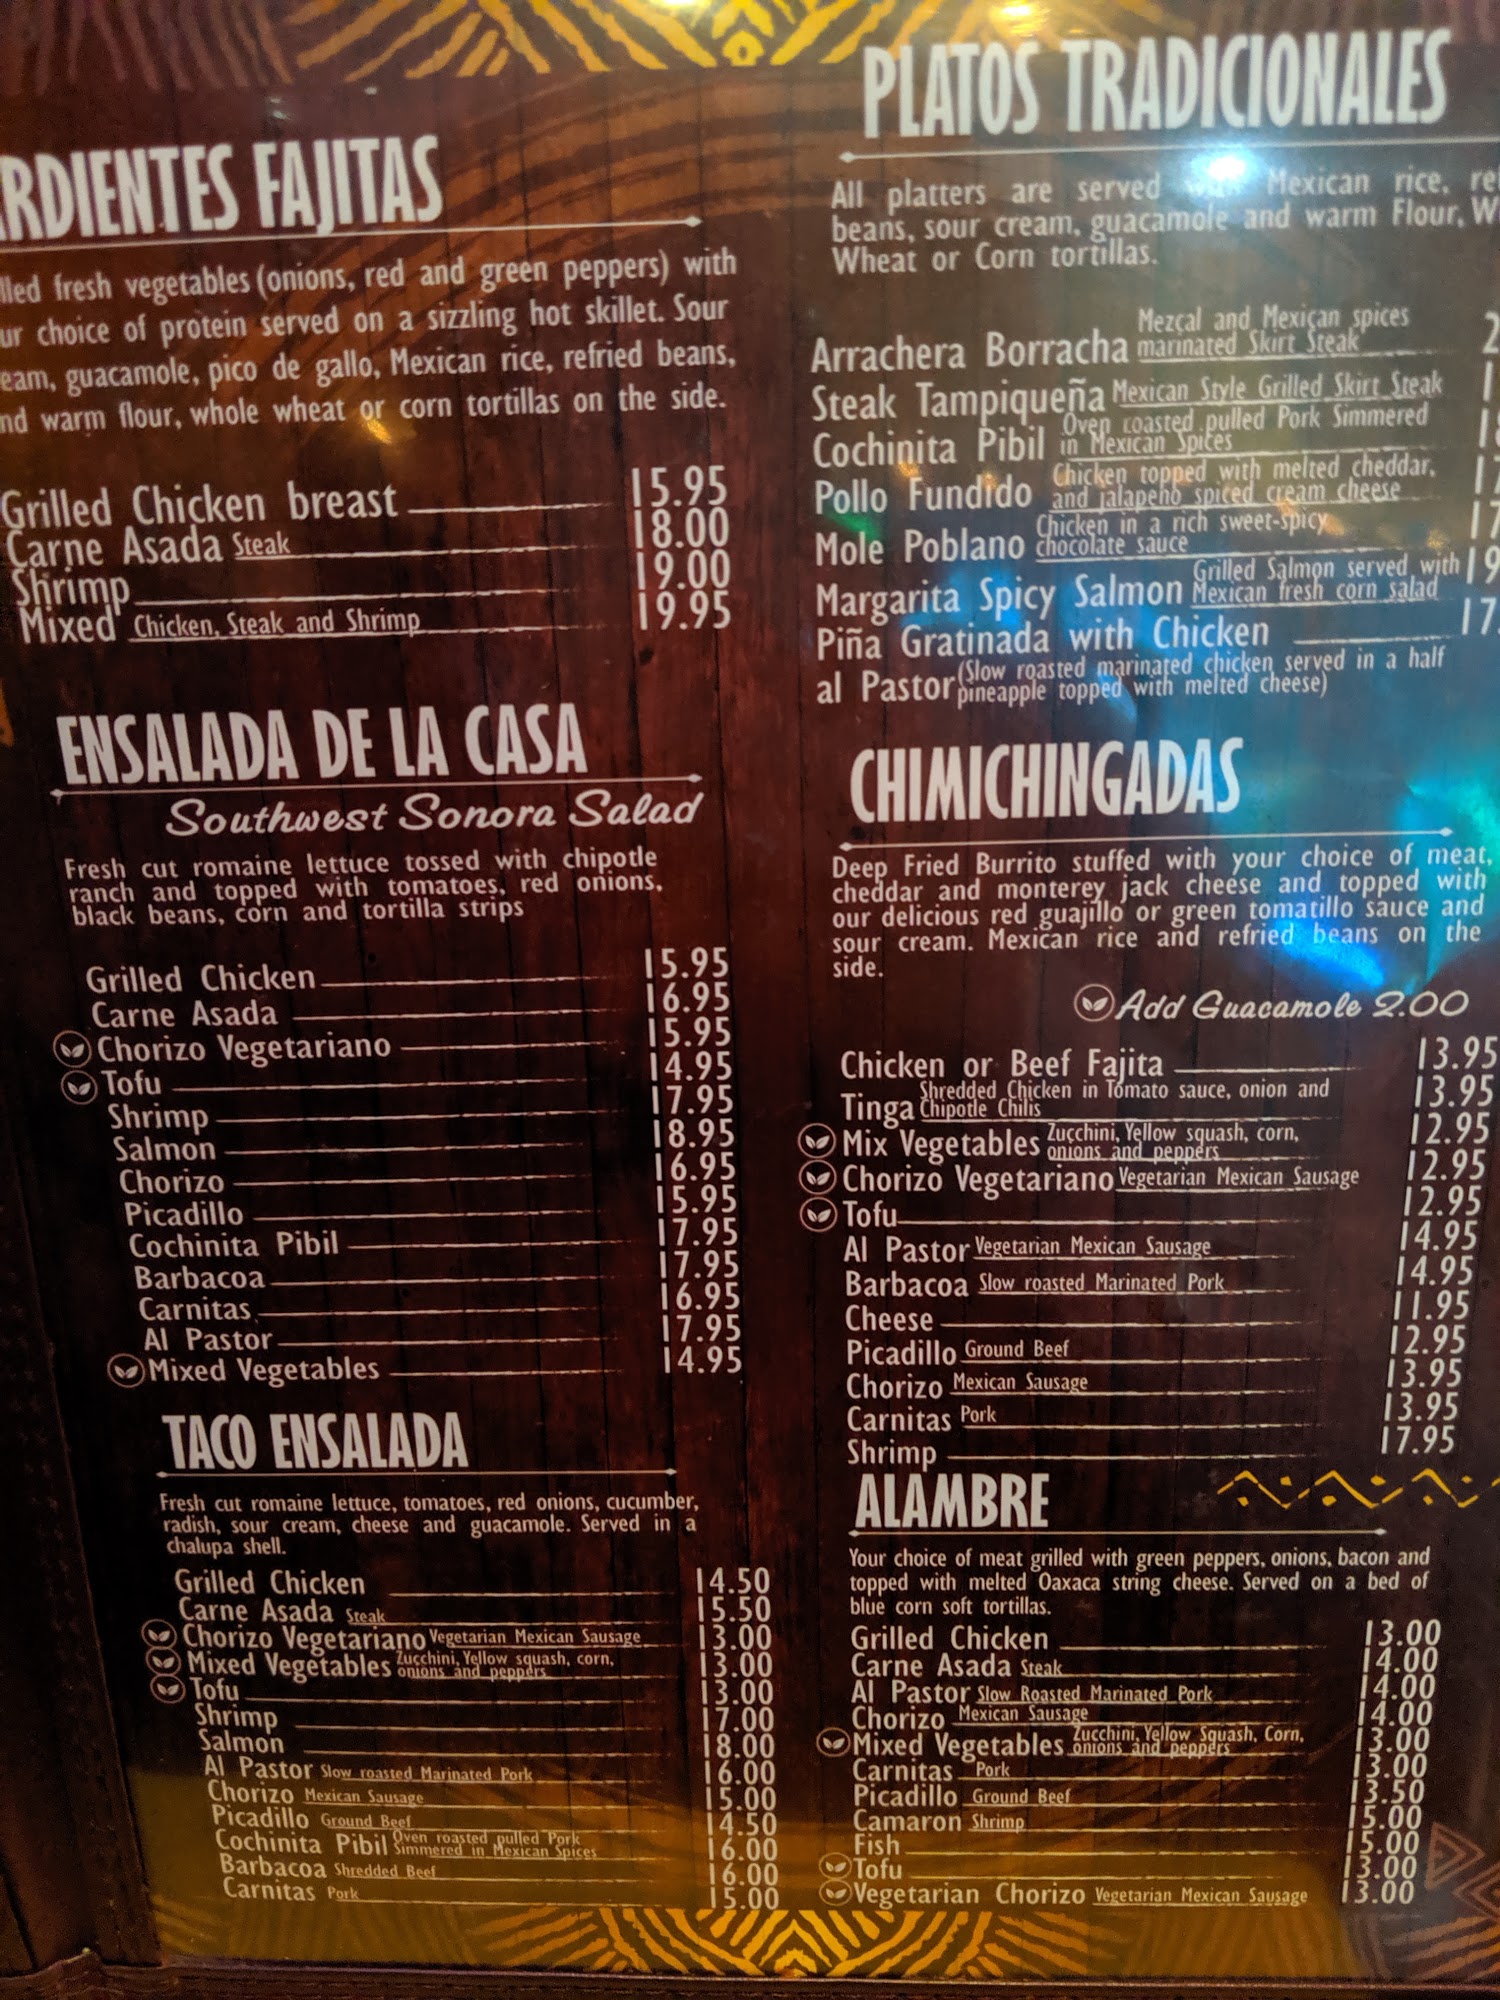 RDIENTES FAJITAS
lled fresh vegetables (onions, red and green peppers) with
ur choice of protein served on a sizzling hot skillet. Sour
eam, guacamole, pico de gallo, Mexican rice, refried beans,
nd warm flour, whole wheat or corn tortillas on the side.
Grilled Chicken breast 15.95
Carne Asada Steak 18.00
Shrimp 19.00
Mixed Chicken, Steak and Shrimp 19.95
ENSALADA DE LA CASA
Southwest Sonora Salad
Fresh cut romaine lettuce tossed with chipotle
ranch and topped with tomatoes, red onions,
black beans, corn and tortilla strips
Grilled Chicken 15.95
Carne Asada 16.95
Chorizo Vegetariano 15.95
Tofu 14.95
Shrimp 17.95
Salmon 18.95
Chorizo 16.95
Picadillo 15.95
Cochinita Pibil 17.95
Barbacoa 17.95
Carnitas 16.95
Al Pastor 17.95
Mixed Vegetables 14.95
TACO ENSALADA
Fresh cut romaine lettuce, tomatoes, red onions, cucumber,
radish, sour cream, cheese and guacamole. Served in a
chalupa shell.
Grilled Chicken 14.50
Carne Asada Steak 15.50
Chorizo Vegetariano Vegetarian Mexican Sausage 13.00
Mixed Vegetables Zucchini, Yellow squash, corn,
onions and peppers 13.00
Tofu 13.00
Shrimp 17.00
Salmon 18.00
Al Pastor Slow roasted Marinated Pork 16.00
Chorizo Mexican Sausage 15.00
Picadillo Ground Beef 14.50
Cochinita Pibil Oven roasted pulled Pork
Simmered in Mexican Spices 16.00
Barbacoa Shredded Beef 16.00
Carnitas Pork 15.00
PLATOS TRADICIONALES
All platters are served Mexican rice, re
beans, sour cream, guacamole and warm Flour, W
Wheat or Corn tortillas.
Mezcal and Mexican spices
Arrachera Borracha marinated Skirt Steak 2
Steak Tampiqueña Mexican Style Grilled Skirt Steak 1
Oven roasted pulled Pork Simmered
Cochinita Pibil in Mexican Spices 1
Chicken topped with melted cheddar,
Pollo Fundido and jalapeño spiced cream cheese 17
Chicken in a rich sweet-spicy
Mole Poblano chocolate sauce 17
Grilled Salmon served with
Margarita Spicy Salmon Mexican fresh corn salad 19
Piña Gratinada with Chicken 17.
al Pastor (Slow roasted marinated chicken served in a half
pineapple topped with melted cheese)
CHIMICHINGADAS
Deep Fried Burrito stuffed with your choice of meat,
cheddar and monterey jack cheese and topped with
our delicious red guajillo or green tomatillo sauce and
sour cream. Mexican rice and refried beans on the
side.
Add Guacamole 2.00
Chicken or Beef Fajita 13.95
Shredded Chicken in Tomato sauce, onion and
Tinga Chipotle Chilis 13.95
Mix Vegetables Zucchini, Yellow squash, corn,
onions and peppers 12.95
Chorizo Vegetariano Vegetarian Mexican Sausage 12.95
Tofu 12.95
Al Pastor Vegetarian Mexican Sausage 14.95
Barbacoa Slow roasted Marinated Pork 14.95
Cheese 11.95
Picadillo Ground Beef 12.95
Chorizo Mexican Sausage 13.95
Carnitas Pork 13.95
Shrimp 17.95
ALAMBRE
Your choice of meat grilled with green peppers, onions, bacon and
topped with melted Oaxaca string cheese. Served on a bed of
blue corn soft tortillas.
Grilled Chicken 13.00
Carne Asada Steak 14.00
Al Pastor Slow Roasted Marinated Pork 14.00
Chorizo Mexican Sausage 14.00
Mixed Vegetables Zucchini, Yellow Squash, Corn,
onions and peppers 13.00
Carnitas Pork 13.00
Picadillo Ground Beef 13.50
Camaron Shrimp 15.00
Fish 15.00
Tofu 13.00
Vegetarian Chorizo Vegetarian Mexican Sausage 13.00